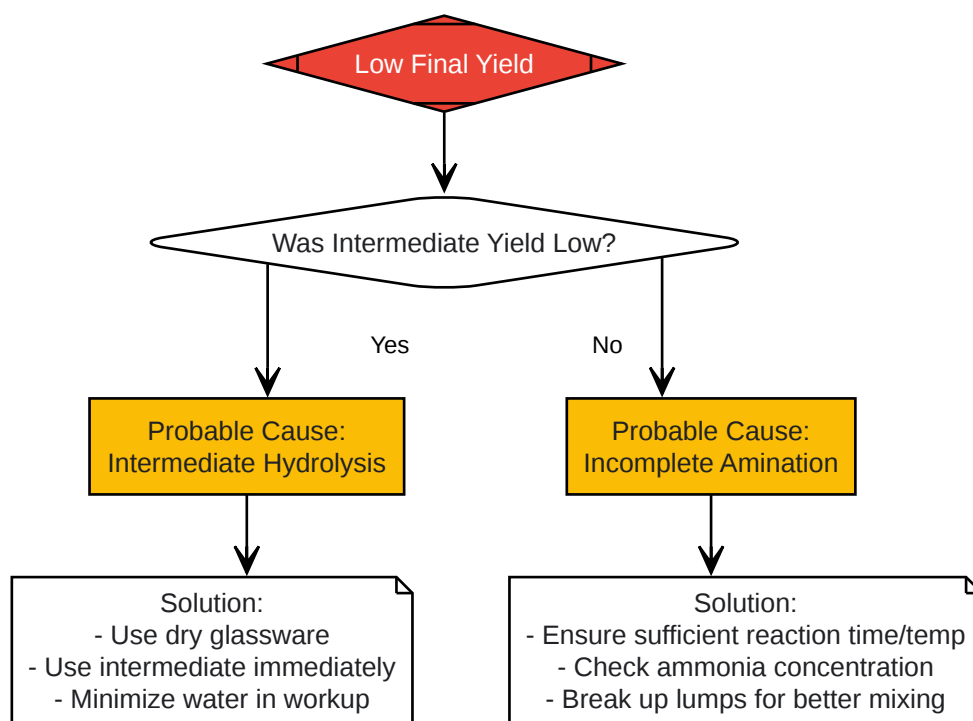 Low Final Yield
Was Intermediate Yield Low?
Yes
No
Probable Cause:
Intermediate Hydrolysis
Probable Cause:
Incomplete Amination
Solution:
- Use dry glassware
- Use intermediate immediately
- Minimize water in workup
Solution:
- Ensure sufficient reaction time/temp
- Check ammonia concentration
- Break up lumps for better mixing